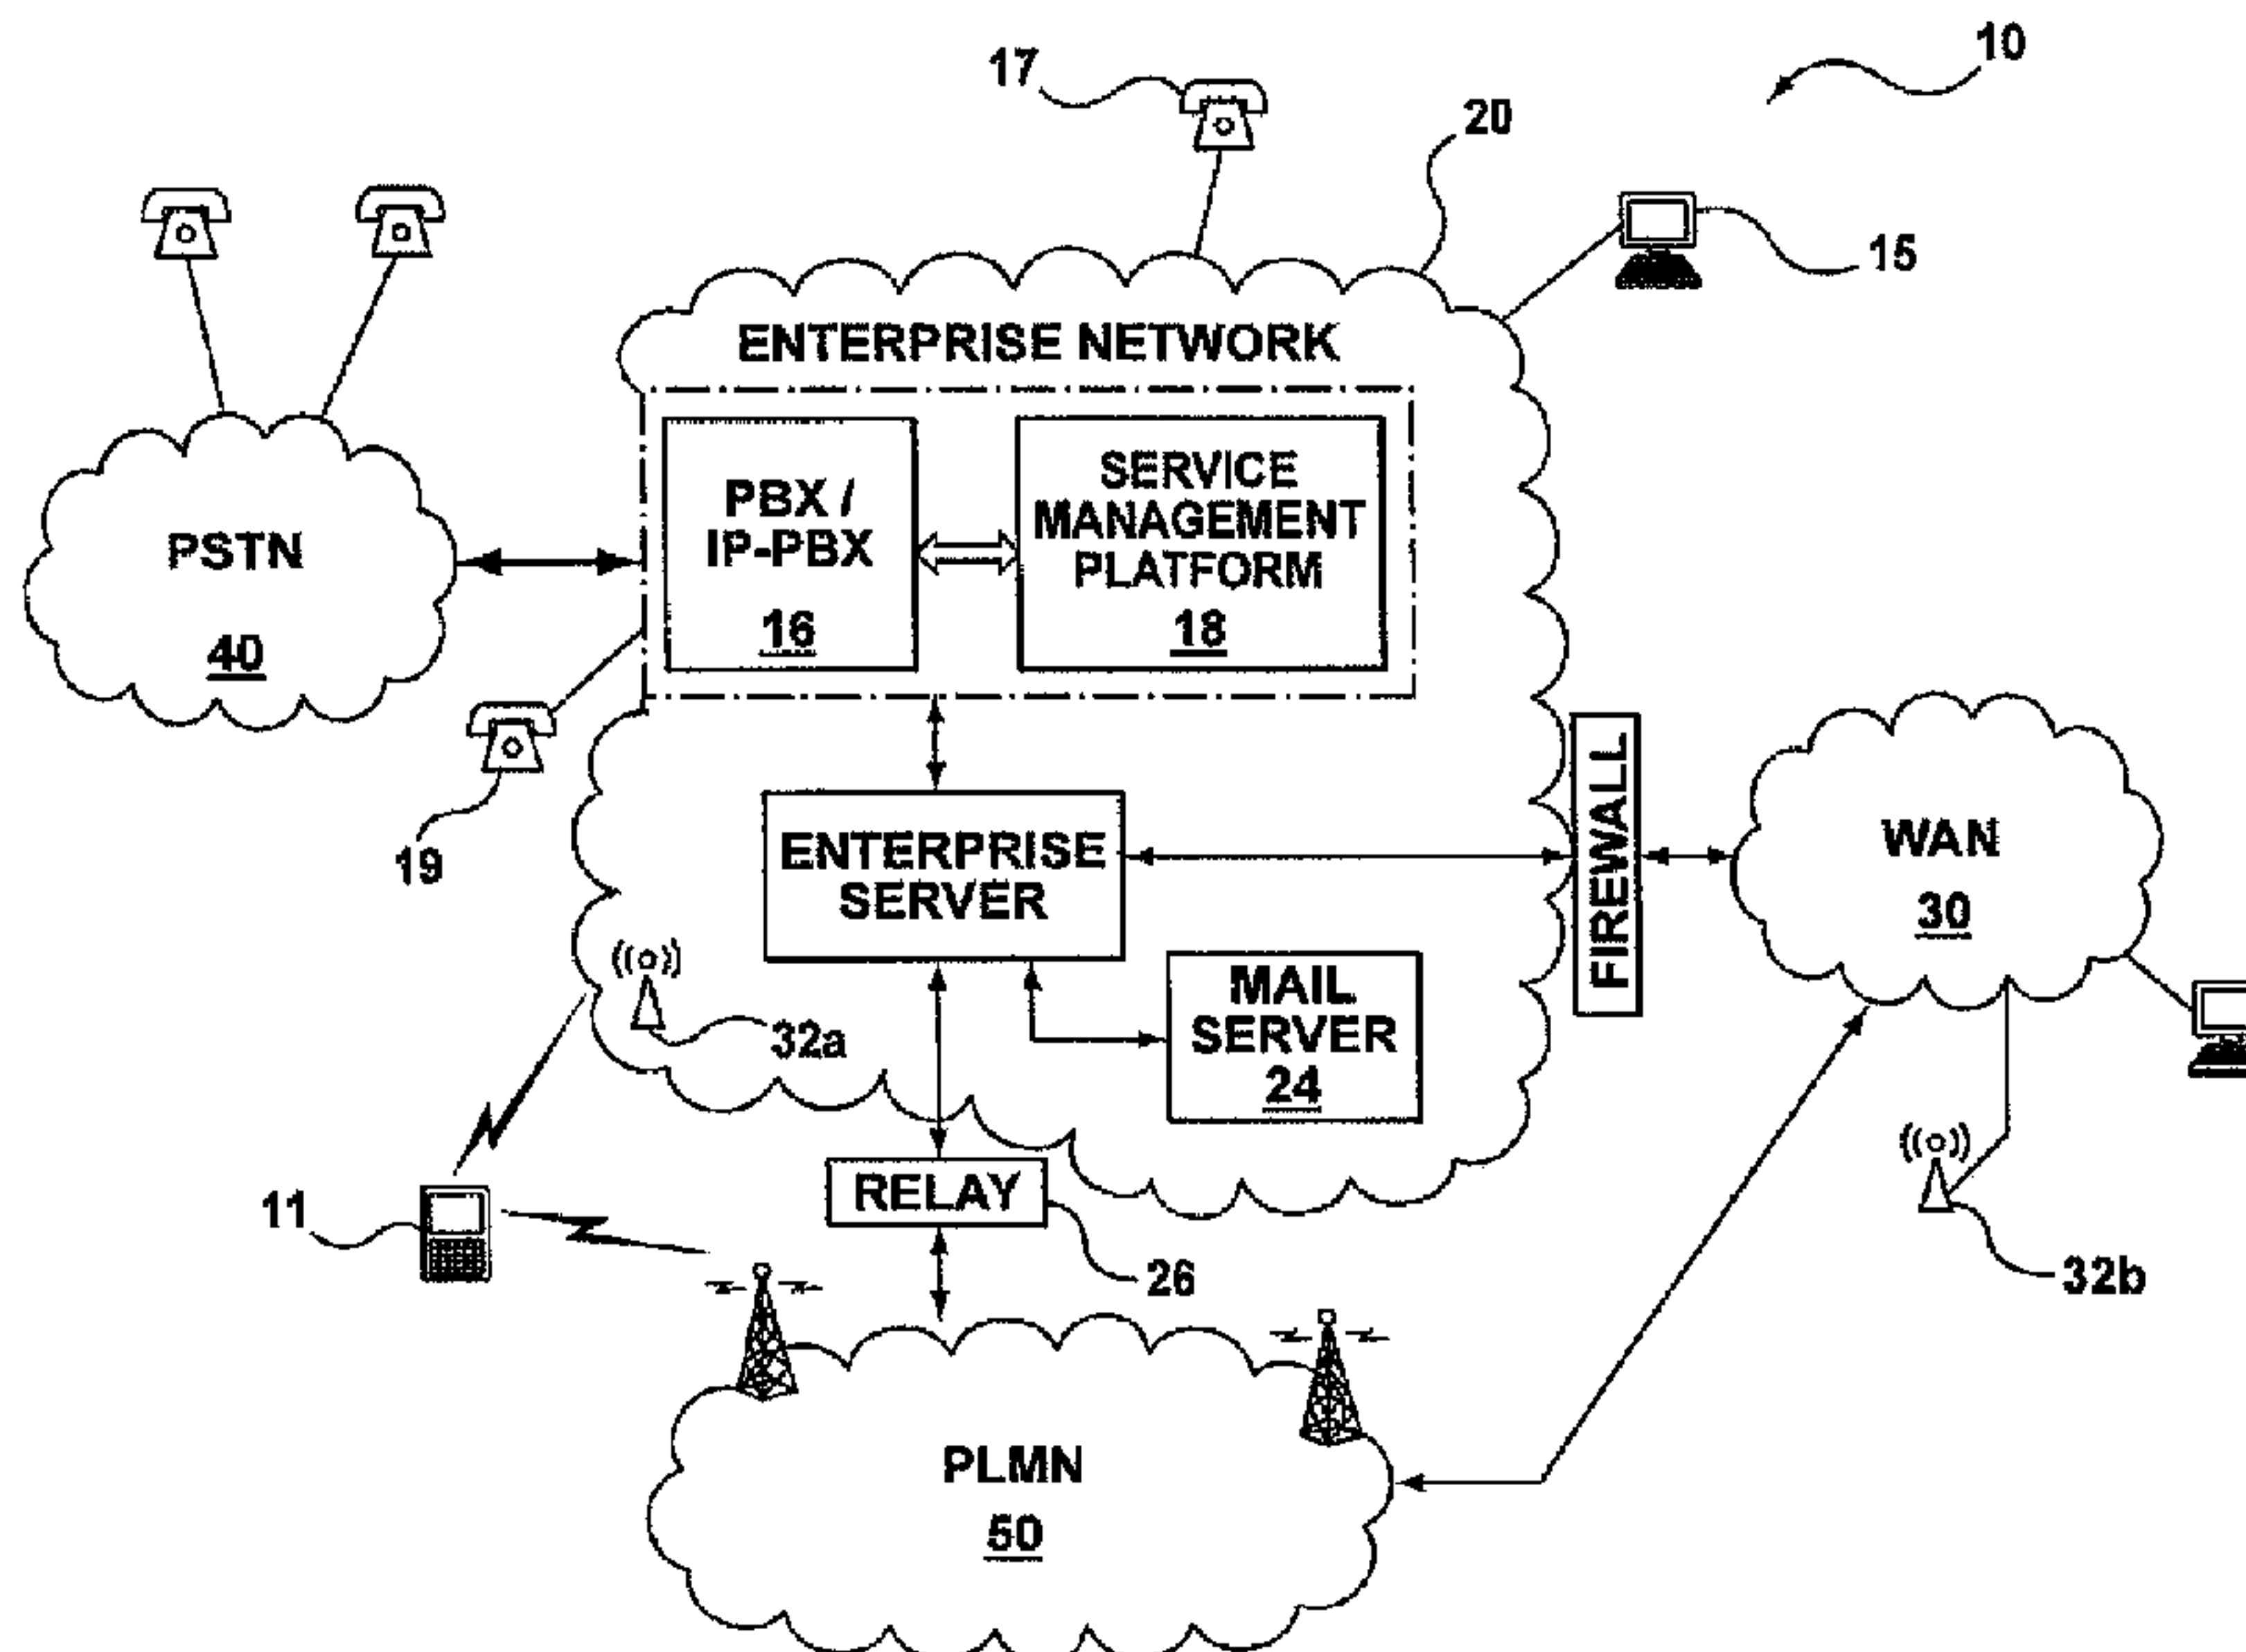 10
17
20
15
ENTERPRISE NETWORK
PBX /
IP-PBX
16
SERVICE
MANAGEMENT
PLATFORM
18
PSTN
40
19
ENTERPRISE
SERVER
FIREWALL
WAN
30
MAIL
SERVER
24
32a
11
RELAY
26
32b
PLMN
50